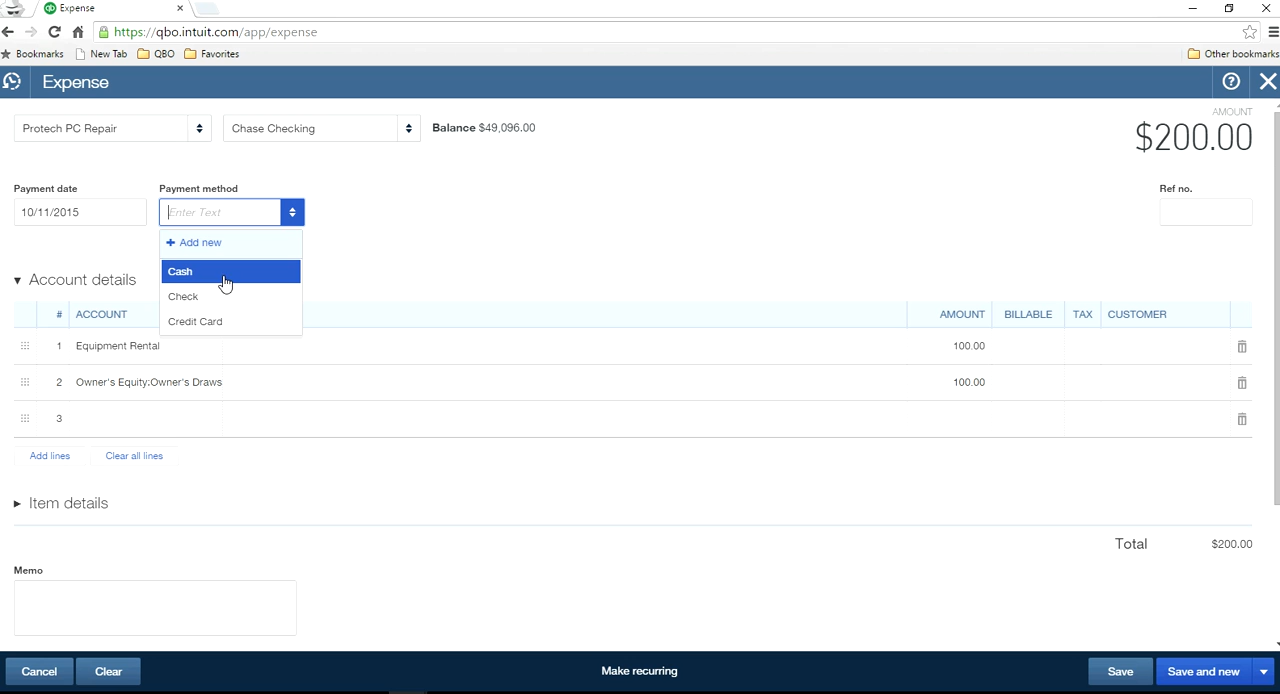 Expense
https://qbo.intuit.com/app/expense
Bookmarks New Tab QBO Favorites Other bookmarks
Expense
AMOUNT
Protech PC Repair Chase Checking Balance $49,096.00 $200.00
Payment date Payment method Ref no.
10/11/2015 Enter Text
+ Add new
Cash
Account details
Check
# ACCOUNT AMOUNT BILLABLE TAX CUSTOMER
Credit Card
1 Equipment Rental 100.00
2 Owner's Equity:Owner's Draws 100.00
3
Add lines Clear all lines
Item details
Total $200.00
Memo
Cancel Clear Make recurring Save Save and new